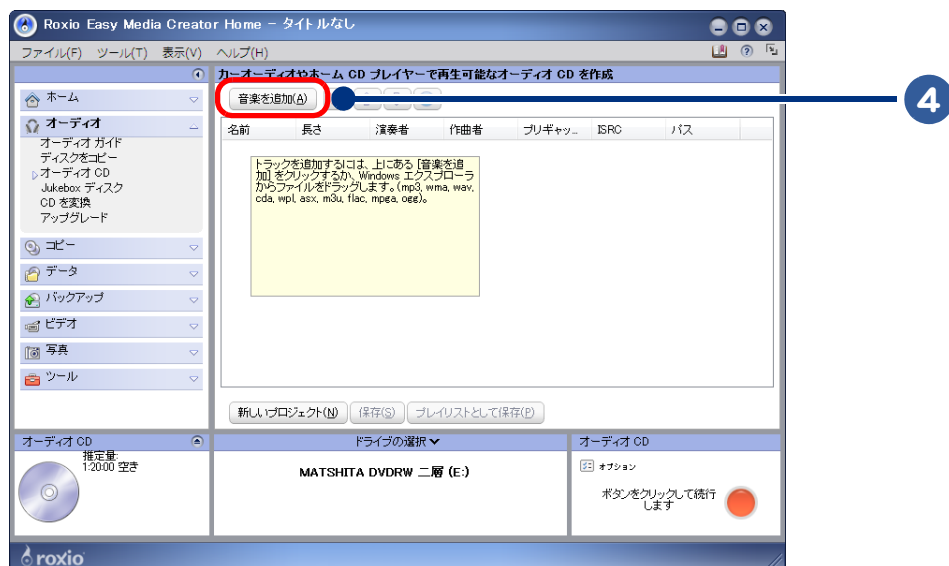 Roxio Easy Media Creator Home - タイトルなし
ファイル(F) ツール(T) 表示(V) ヘルプ(H)
カーオーディオやホーム CD プレイヤーで再生可能なオーディオ CD を作成
ホーム
音楽を追加(A)
4
オーディオ
名前 長さ 演奏者 作曲者 プリギャッ... ISRC パス
オーディオ ガイド
ディスクをコピー
オーディオ CD
Jukebox ディスク
CD を変換
アップグレード
トラックを追加するには、上にある [音楽を追
加] をクリックするか、Windows エクスプローラ
からファイルをドラッグします。(mp3, wma, wav,
cda, wpl, asx, m3u, flac, mpga, ogg)。
コピー
データ
バックアップ
ビデオ
写真
ツール
新しいプロジェクト(N) 保存(S) プレイリストとして保存(P)
オーディオ CD
推定量:
1:20:00 空き
ドライブの選択
MATSHITA DVDRW 二層 (E:)
オーディオ CD
オプション
ボタンをクリックして続行
します
roxio